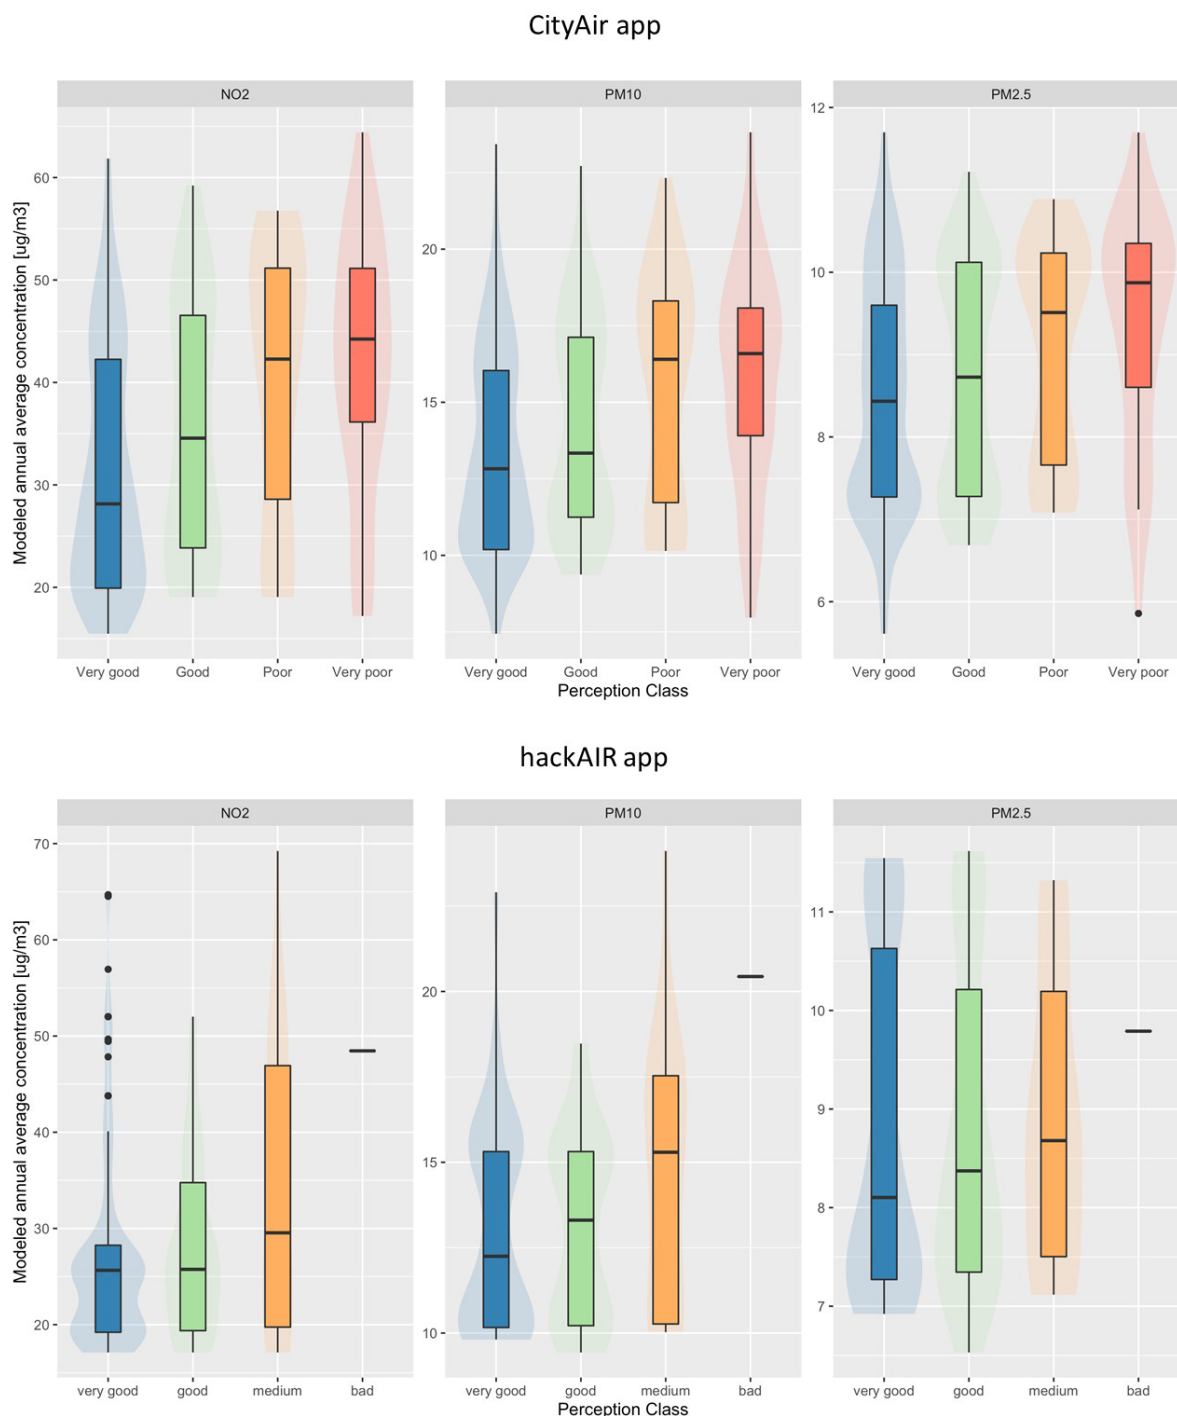 CityAir app
NO2 PM10 PM2.5
Modeled annual average concentration [ug/m3]
60
50
40
30
20
20
15
10
12
10
8
6
Very good Good Poor Very poor Very good Good Poor Very poor Very good Good Poor Very poor
Perception Class
hackAIR app
NO2 PM10 PM2.5
Modeled annual average concentration [ug/m3]
70
60
50
40
30
20
20
15
10
11
10
9
8
7
very good good medium bad very good good medium bad very good good medium bad
Perception Class